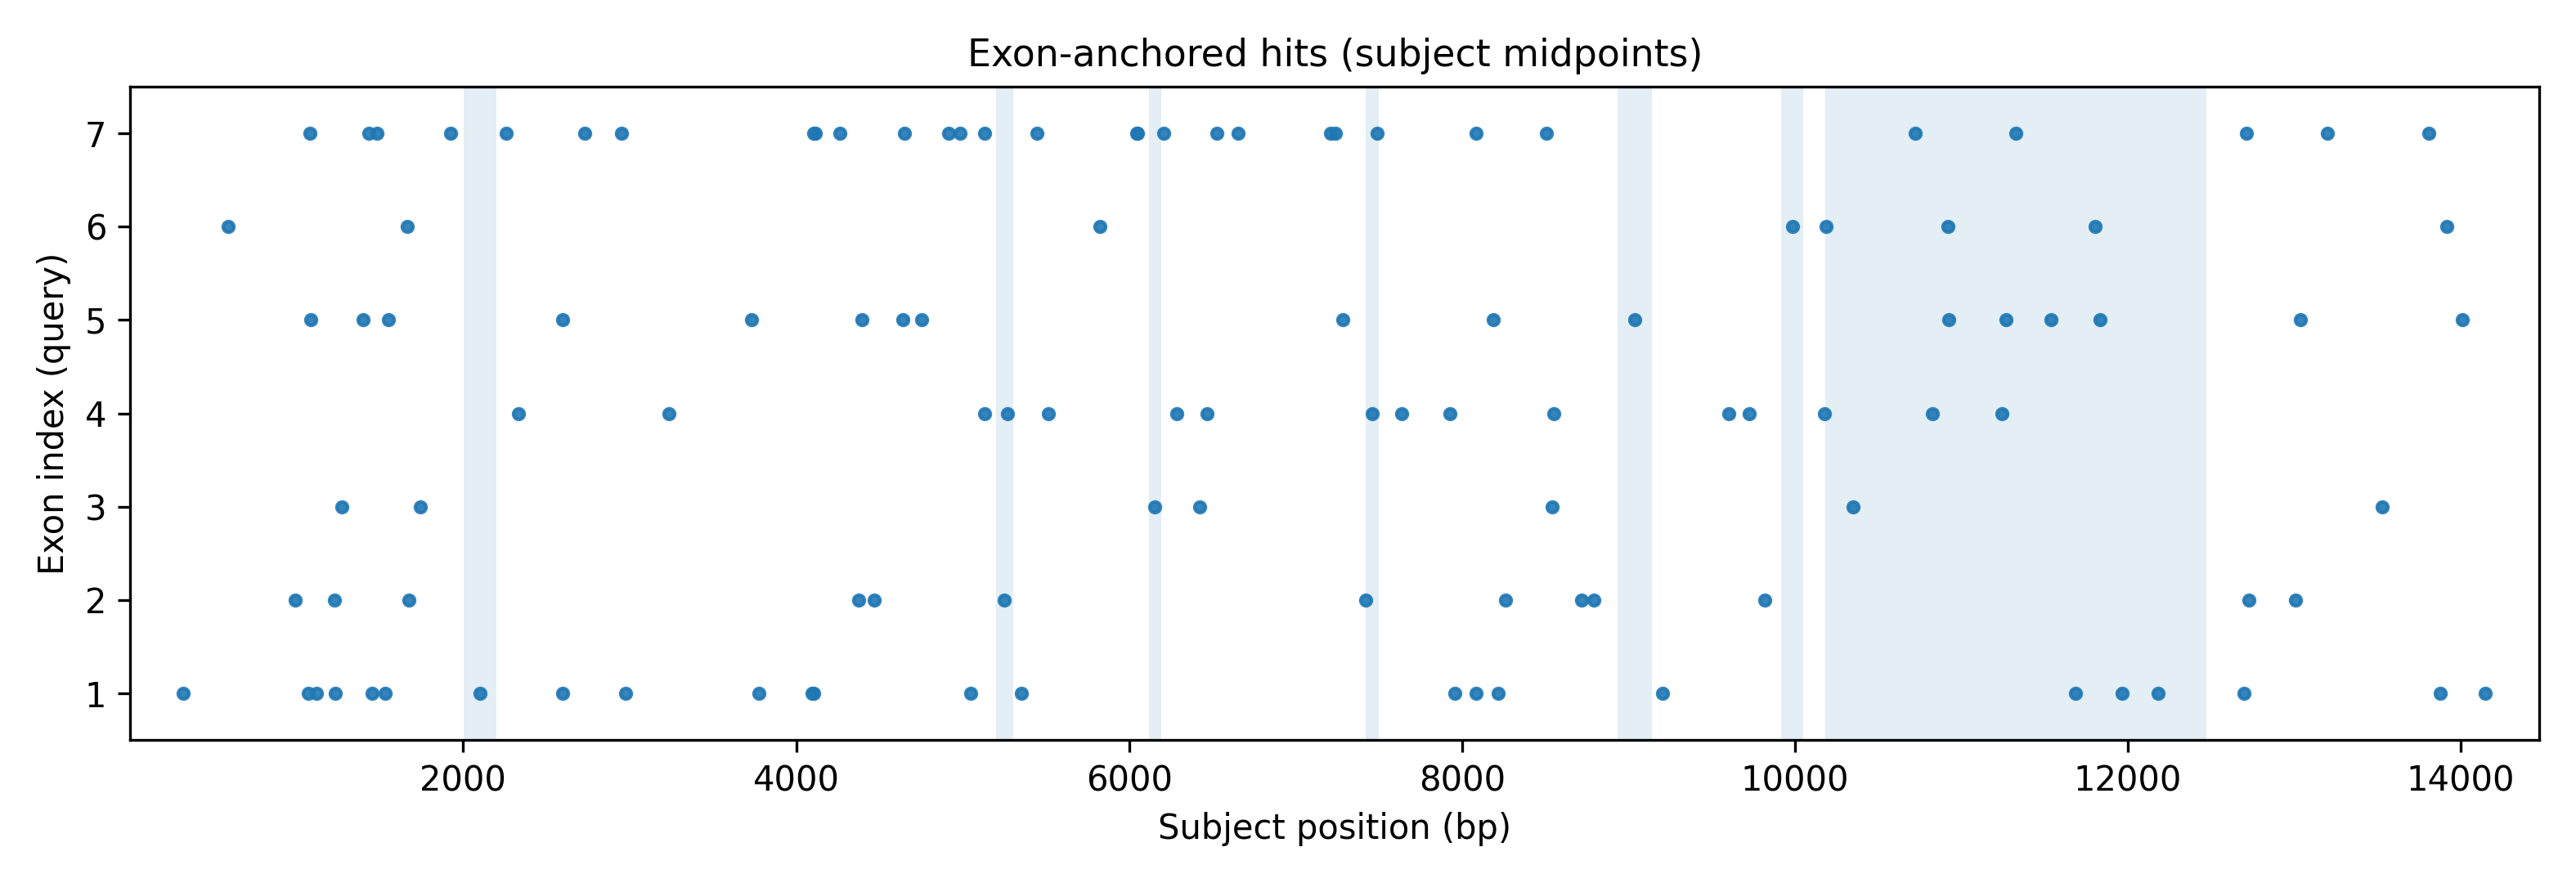 Exon-anchored hits (subject midpoints)
Exon index (query)
7
6
5
4
3
2
1
2000 4000 6000 8000 10000 12000 14000
Subject position (bp)